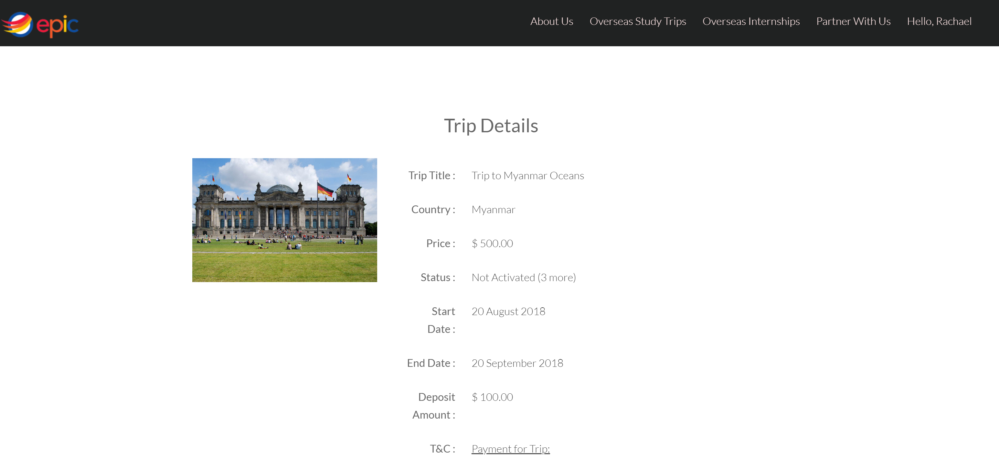 epic
About Us Overseas Study Trips Overseas Internships Partner With Us Hello, Rachael
Trip Details
Trip Title : Trip to Myanmar Oceans
Country : Myanmar
Price : $ 500.00
Status : Not Activated (3 more)
Start 20 August 2018
Date :
End Date : 20 September 2018
Deposit $ 100.00
Amount :
T&C : Payment for Trip: